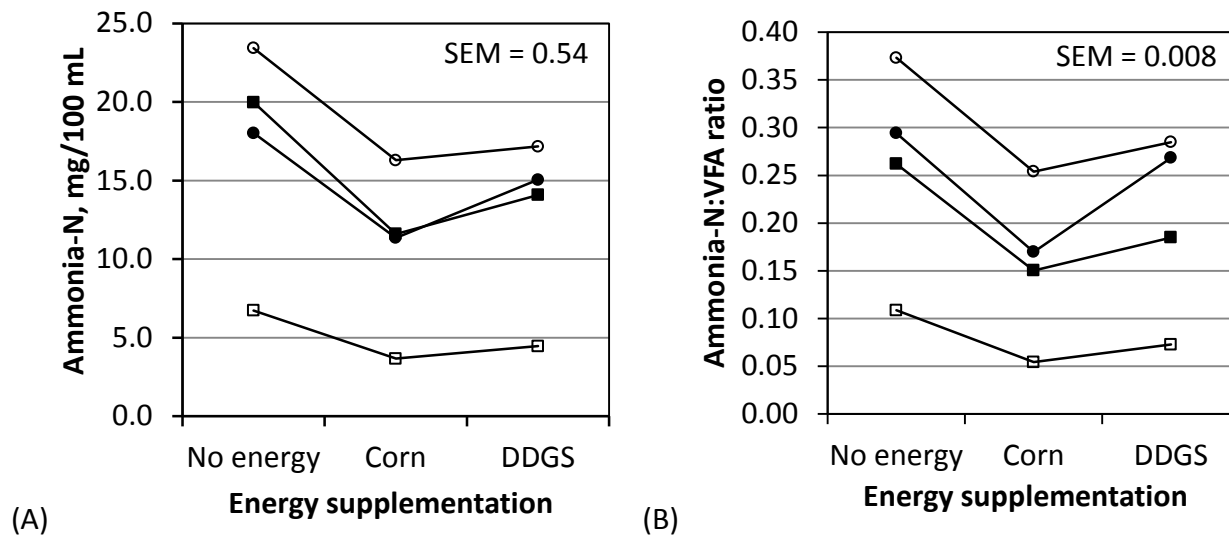 Ammonia-N, mg/100 mL
25.0
20.0
15.0
10.0
5.0
0.0
SEM = 0.54
No energy Corn DDGS
Energy supplementation
(A)
Ammonia-N:VFA ratio
0.40
0.35
0.30
0.25
0.20
0.15
0.10
0.05
0.00
SEM = 0.008
No energy Corn DDGS
Energy supplementation
(B)